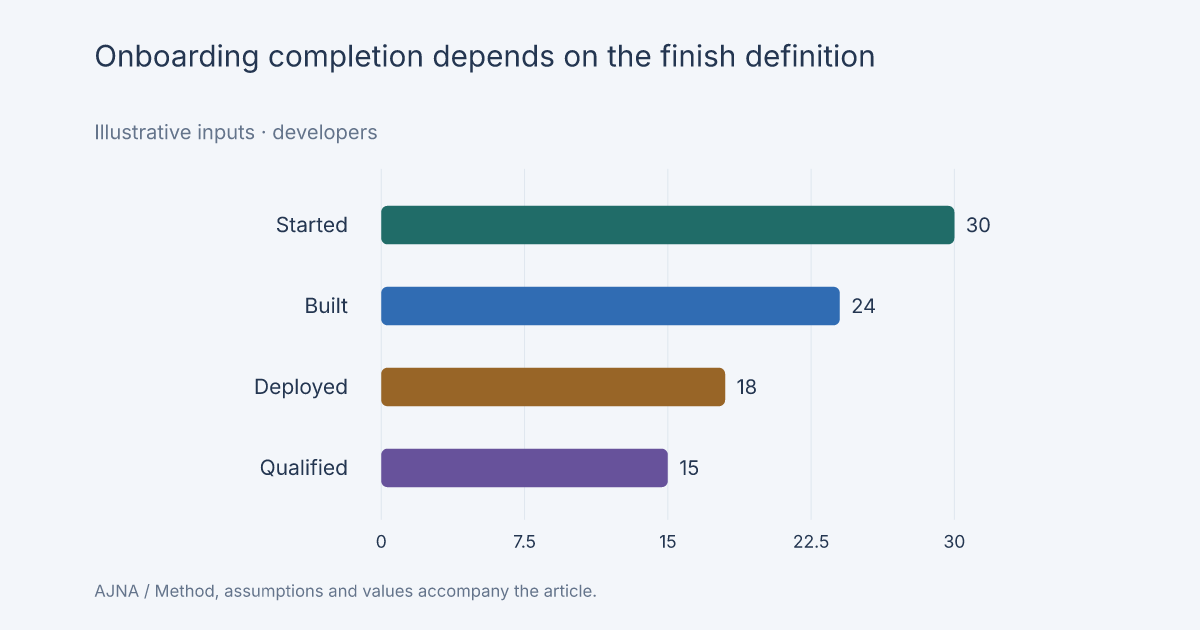 Onboarding completion depends on the finish definition
Illustrative inputs · developers
Started 30
Built 24
Deployed 18
Qualified 15
0 7.5 15 22.5 30
AJNA / Method, assumptions and values accompany the article.